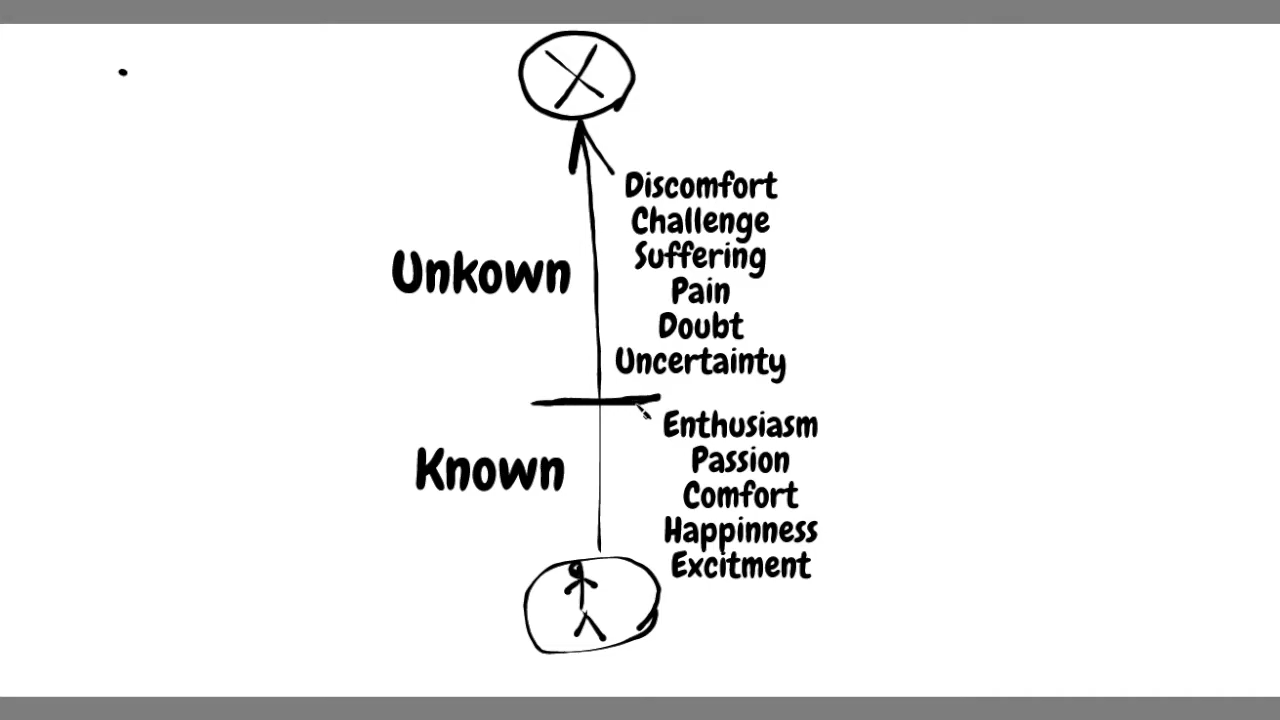 Discomfort
Challenge
Suffering
Pain
Doubt
Uncertainty
Unkown
Enthusiasm
Passion
Comfort
Happinness
Excitment
Known